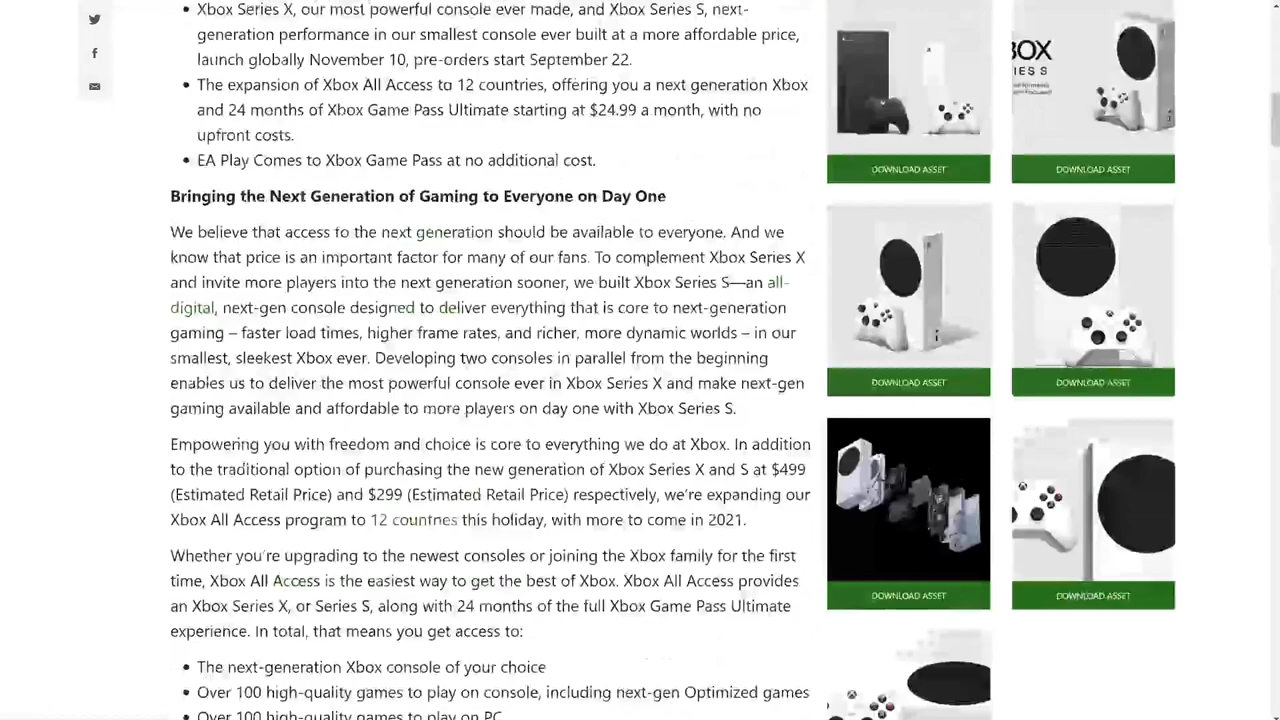 Xbox Series X, our most powerful console ever made, and Xbox Series S, next-
generation performance in our smallest console ever built at a more affordable price,
launch globally November 10, pre-orders start September 22.
The expansion of Xbox All Access to 12 countries, offering you a next generation Xbox
and 24 months of Xbox Game Pass Ultimate starting at $24.99 a month, with no
upfront costs.
EA Play Comes to Xbox Game Pass at no additional cost.
Bringing the Next Generation of Gaming to Everyone on Day One
We believe that access to the next generation should be available to everyone. And we
know that price is an important factor for many of our fans. To complement Xbox Series X
and invite more players into the next generation sooner, we built Xbox Series S—an all-
digital, next-gen console designed to deliver everything that is core to next-generation
gaming – faster load times, higher frame rates, and richer, more dynamic worlds – in our
smallest, sleekest Xbox ever. Developing two consoles in parallel from the beginning
enables us to deliver the most powerful console ever in Xbox Series X and make next-gen
gaming available and affordable to more players on day one with Xbox Series S.
Empowering you with freedom and choice is core to everything we do at Xbox. In addition
to the traditional option of purchasing the new generation of Xbox Series X and S at $499
(Estimated Retail Price) and $299 (Estimated Retail Price) respectively, we're expanding our
Xbox All Access program to 12 countries this holiday, with more to come in 2021.
Whether you're upgrading to the newest consoles or joining the Xbox family for the first
time, Xbox All Access is the easiest way to get the best of Xbox. Xbox All Access provides
an Xbox Series X, or Series S, along with 24 months of the full Xbox Game Pass Ultimate
experience. In total, that means you get access to:
The next-generation Xbox console of your choice
Over 100 high-quality games to play on console, including next-gen Optimized games
Over 100 high-quality games to play on PC
BOX
IES S
DOWNLOAD ASSET
DOWNLOAD ASSET
DOWNLOAD ASSET
DOWNLOAD ASSET
DOWNLOAD ASSET
DOWNLOAD ASSET